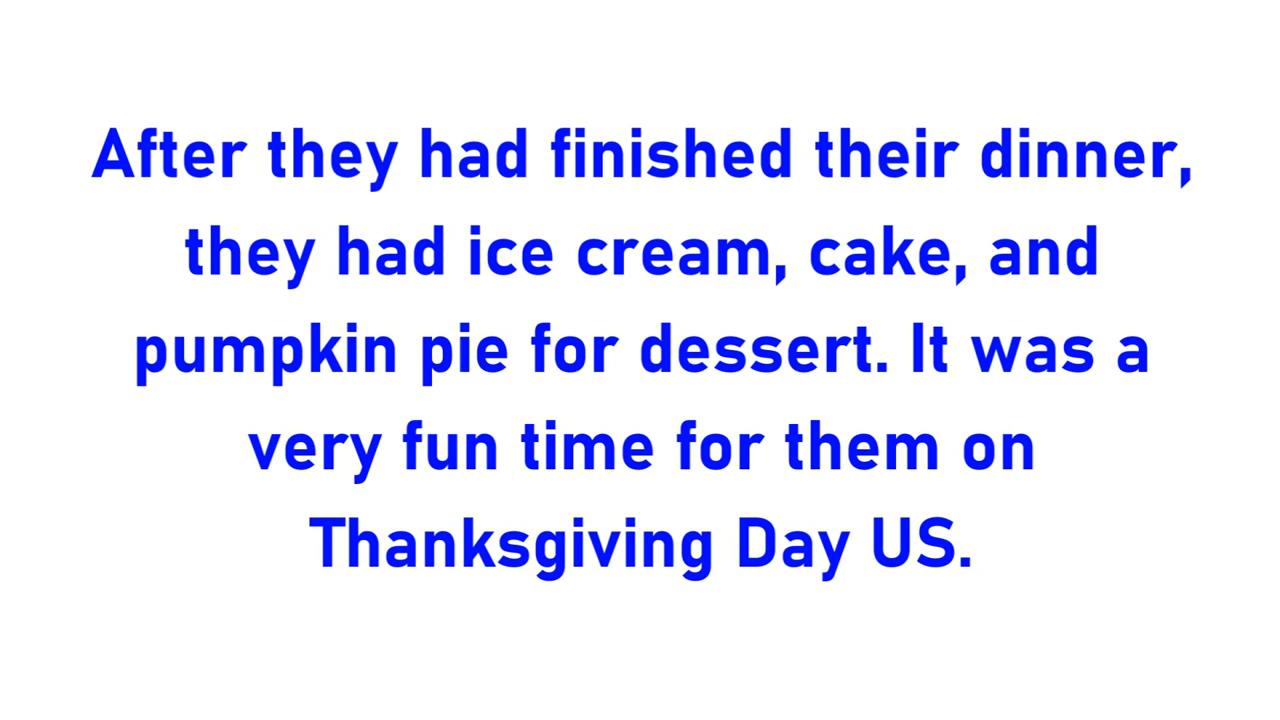 After they had finished their dinner,
they had ice cream, cake, and
pumpkin pie for dessert. It was a
very fun time for them on
Thanksgiving Day US.